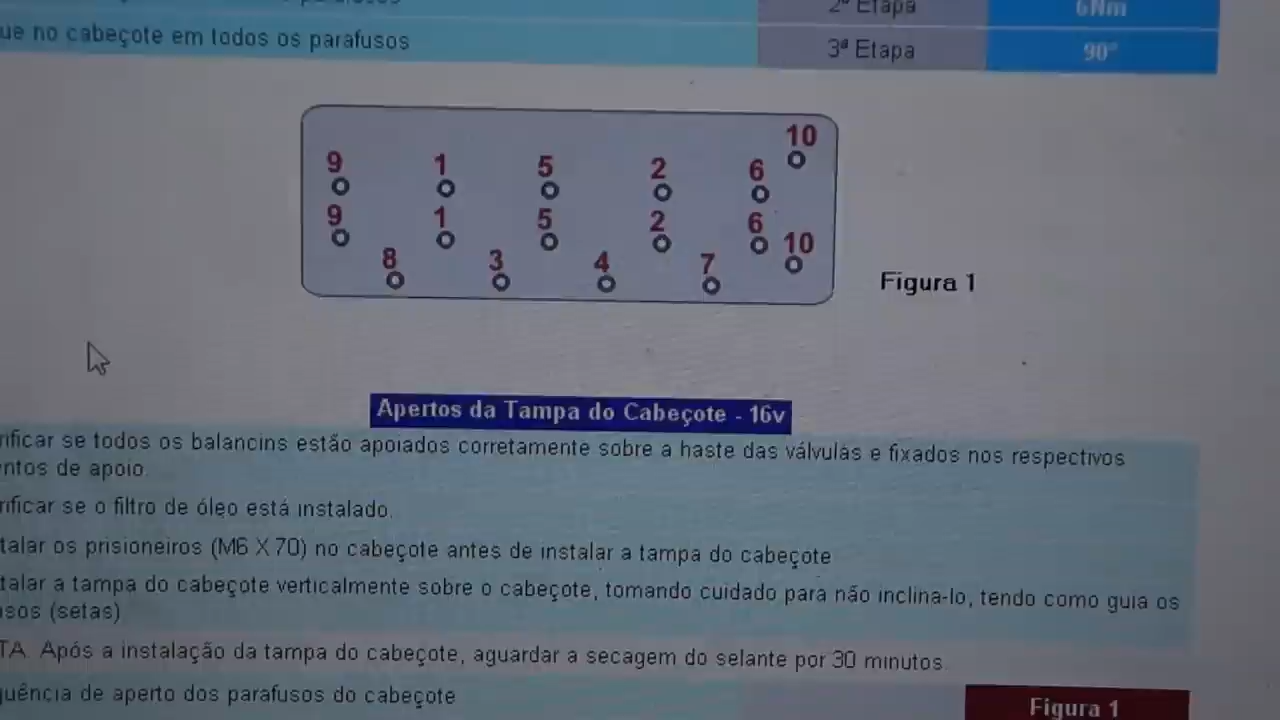 parafusos
2ª Etapa
6Nm
ue no cabeçote em todos os parafusos
3ª Etapa
90°
10
9 1 5 2 6
9 1 5 2 6 10
8 3 4 7
Figura 1
Apertos da Tampa do Cabeçote - 16v
rificar se todos os balancins estão apoiados corretamente sobre a haste das válvulas e fixados nos respectivos
entos de apoio.
rificar se o filtro de óleo está instalado.
talar os prisioneiros (M6 X 70) no cabeçote antes de instalar a tampa do cabeçote
talar a tampa do cabeçote verticalmente sobre o cabeçote, tomando cuidado para não inclina-lo, tendo como guia os
usos (setas)
TA. Após a instalação da tampa do cabeçote, aguardar a secagem do selante por 30 minutos.
quência de aperto dos parafusos do cabeçote
Figura 1